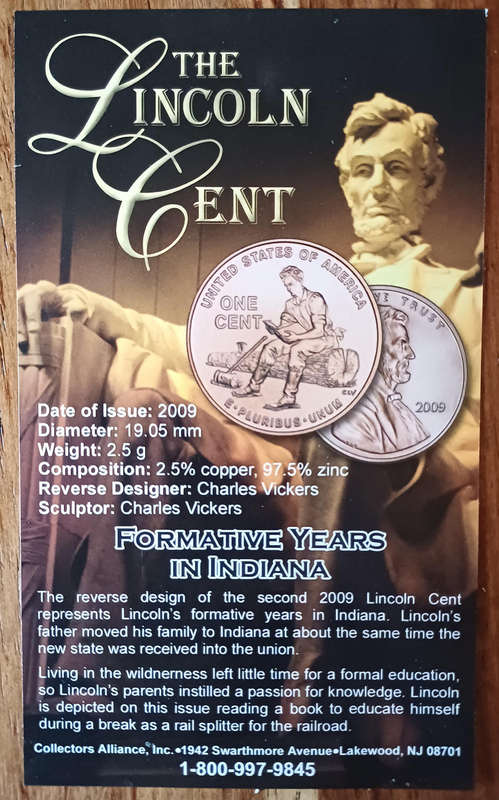 THE
LINCOLN
CENT
UNITED STATES OF AMERICA
ONE
CENT
CLV
E·PLURIBUS·UNUM
WE TRUST
2009
Date of Issue: 2009
Diameter: 19.05 mm
Weight: 2.5 g
Composition: 2.5% copper, 97.5% zinc
Reverse Designer: Charles Vickers
Sculptor: Charles Vickers
FORMATIVE YEARS
IN INDIANA
The reverse design of the second 2009 Lincoln Cent
represents Lincoln's formative years in Indiana. Lincoln's
father moved his family to Indiana at about the same time the
new state was received into the union.
Living in the wildnerness left little time for a formal education,
so Lincoln's parents instilled a passion for knowledge. Lincoln
is depicted on this issue reading a book to educate himself
during a break as a rail splitter for the railroad.
Collectors Alliance, Inc.•1942 Swarthmore Avenue•Lakewood, NJ 08701
1-800-997-9845